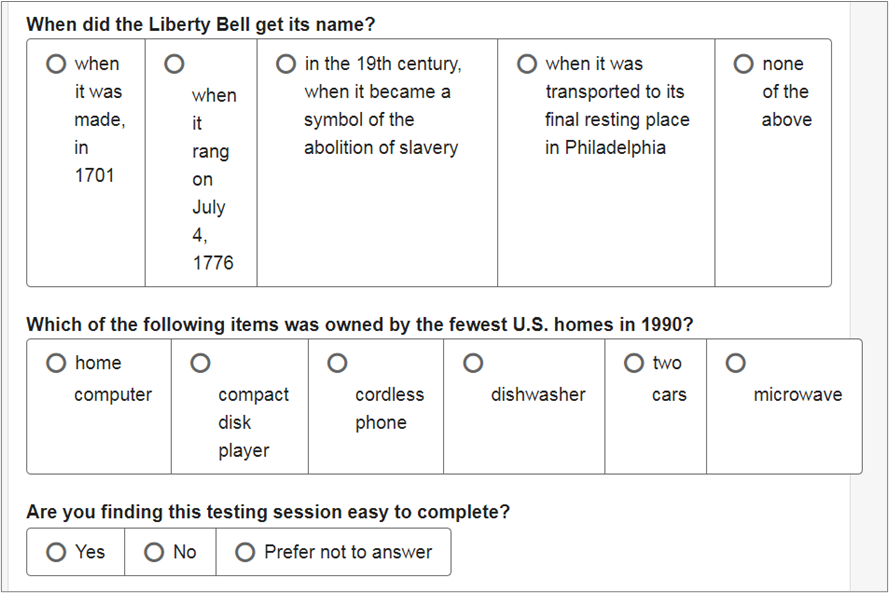 When did the Liberty Bell get its name?
when
it was
made,
in
1701
when
it
rang
on
July
4,
1776
in the 19th century,
when it became a
symbol of the
abolition of slavery
when it was
transported to its
final resting place
in Philadelphia
none
of the
above
Which of the following items was owned by the fewest U.S. homes in 1990?
home
computer
compact
disk
player
cordless
phone
dishwasher
two
cars
microwave
Are you finding this testing session easy to complete?
Yes
No
Prefer not to answer